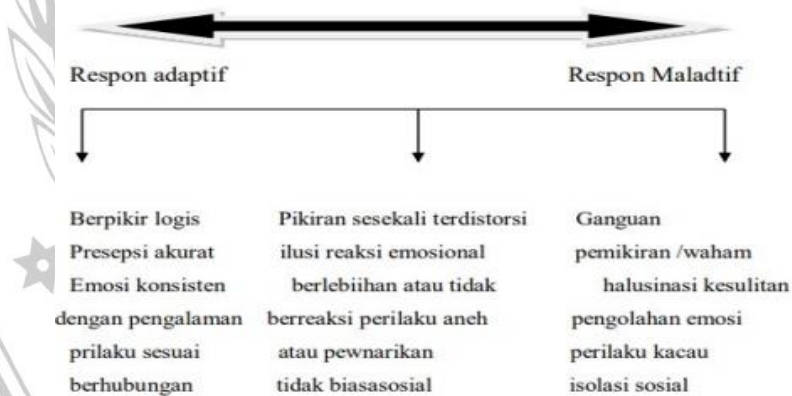 Respon adaptif
Respon Maladtif
Berpikir logis
Presepsi akurat
Emosi konsisten
dengan pengalaman
prilaku sesuai
berhubungan
Pikiran sesekali terdistorsi
ilusi reaksi emosional
berlebiihan atau tidak
berreaksi perilaku aneh
atau pewnarikan
tidak biasasosial
Ganguan
pemikiran /waham
halusinasi kesulitan
pengolahan emosi
perilaku kacau
isolasi sosial